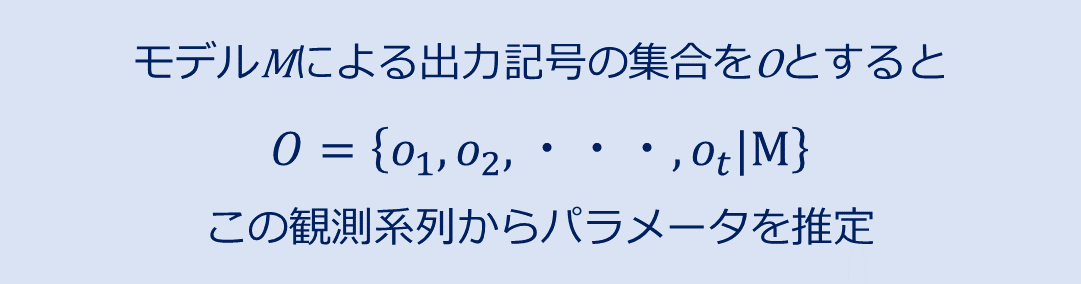 モデルMによる出力記号の集合をOとすると
O = {o₁, o₂, ・・・, oₜ|M}
この観測系列からパラメータを推定